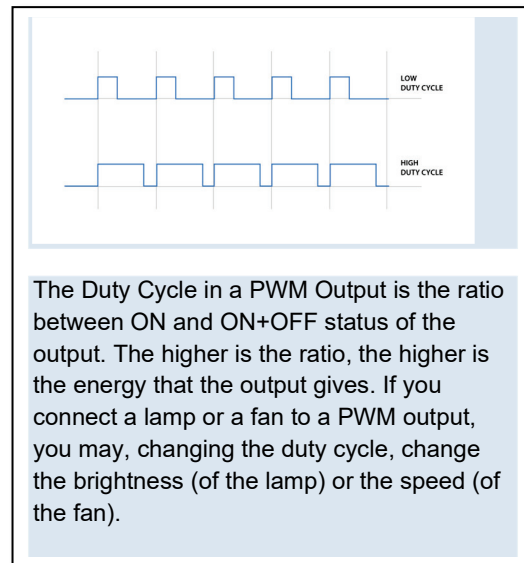 LOW
DUTY CYCLE
HIGH
DUTY CYCLE
The Duty Cycle in a PWM Output is the ratio
between ON and ON+OFF status of the
output. The higher is the ratio, the higher is
the energy that the output gives. If you
connect a lamp or a fan to a PWM output,
you may, changing the duty cycle, change
the brightness (of the lamp) or the speed (of
the fan).